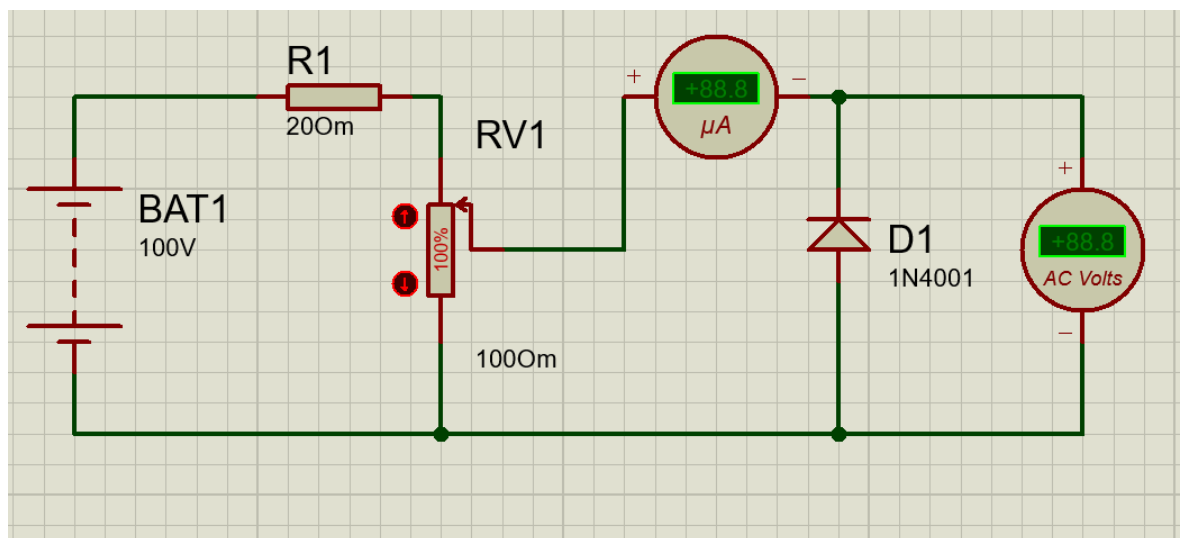 R1
20Om
RV1
+
+88.8
µA
−
BAT1
100V
100%
100Om
D1
1N4001
+
+88.8
AC Volts
−